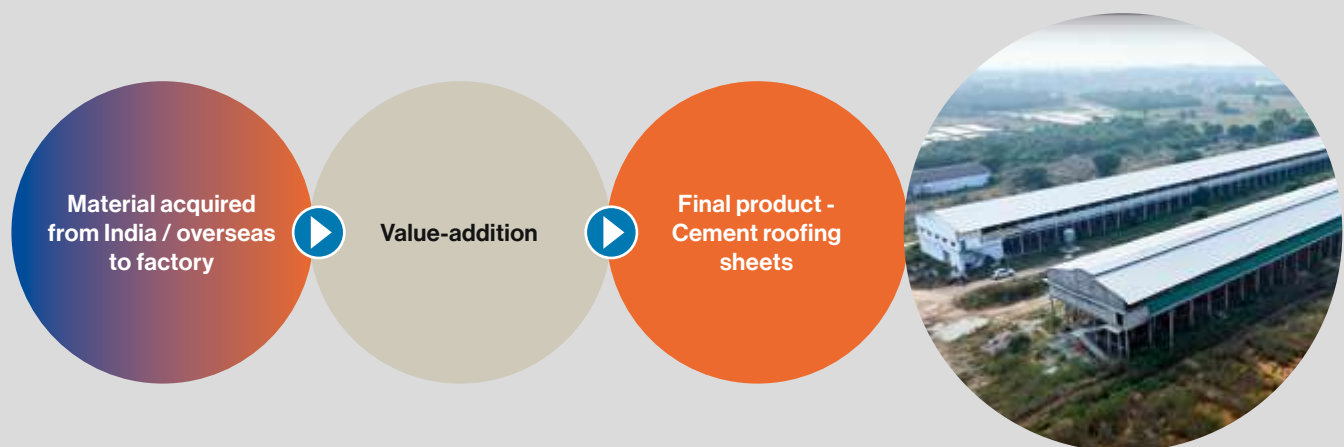 Material acquired
from India / overseas
to factory
Value-addition
Final product -
Cement roofing
sheets